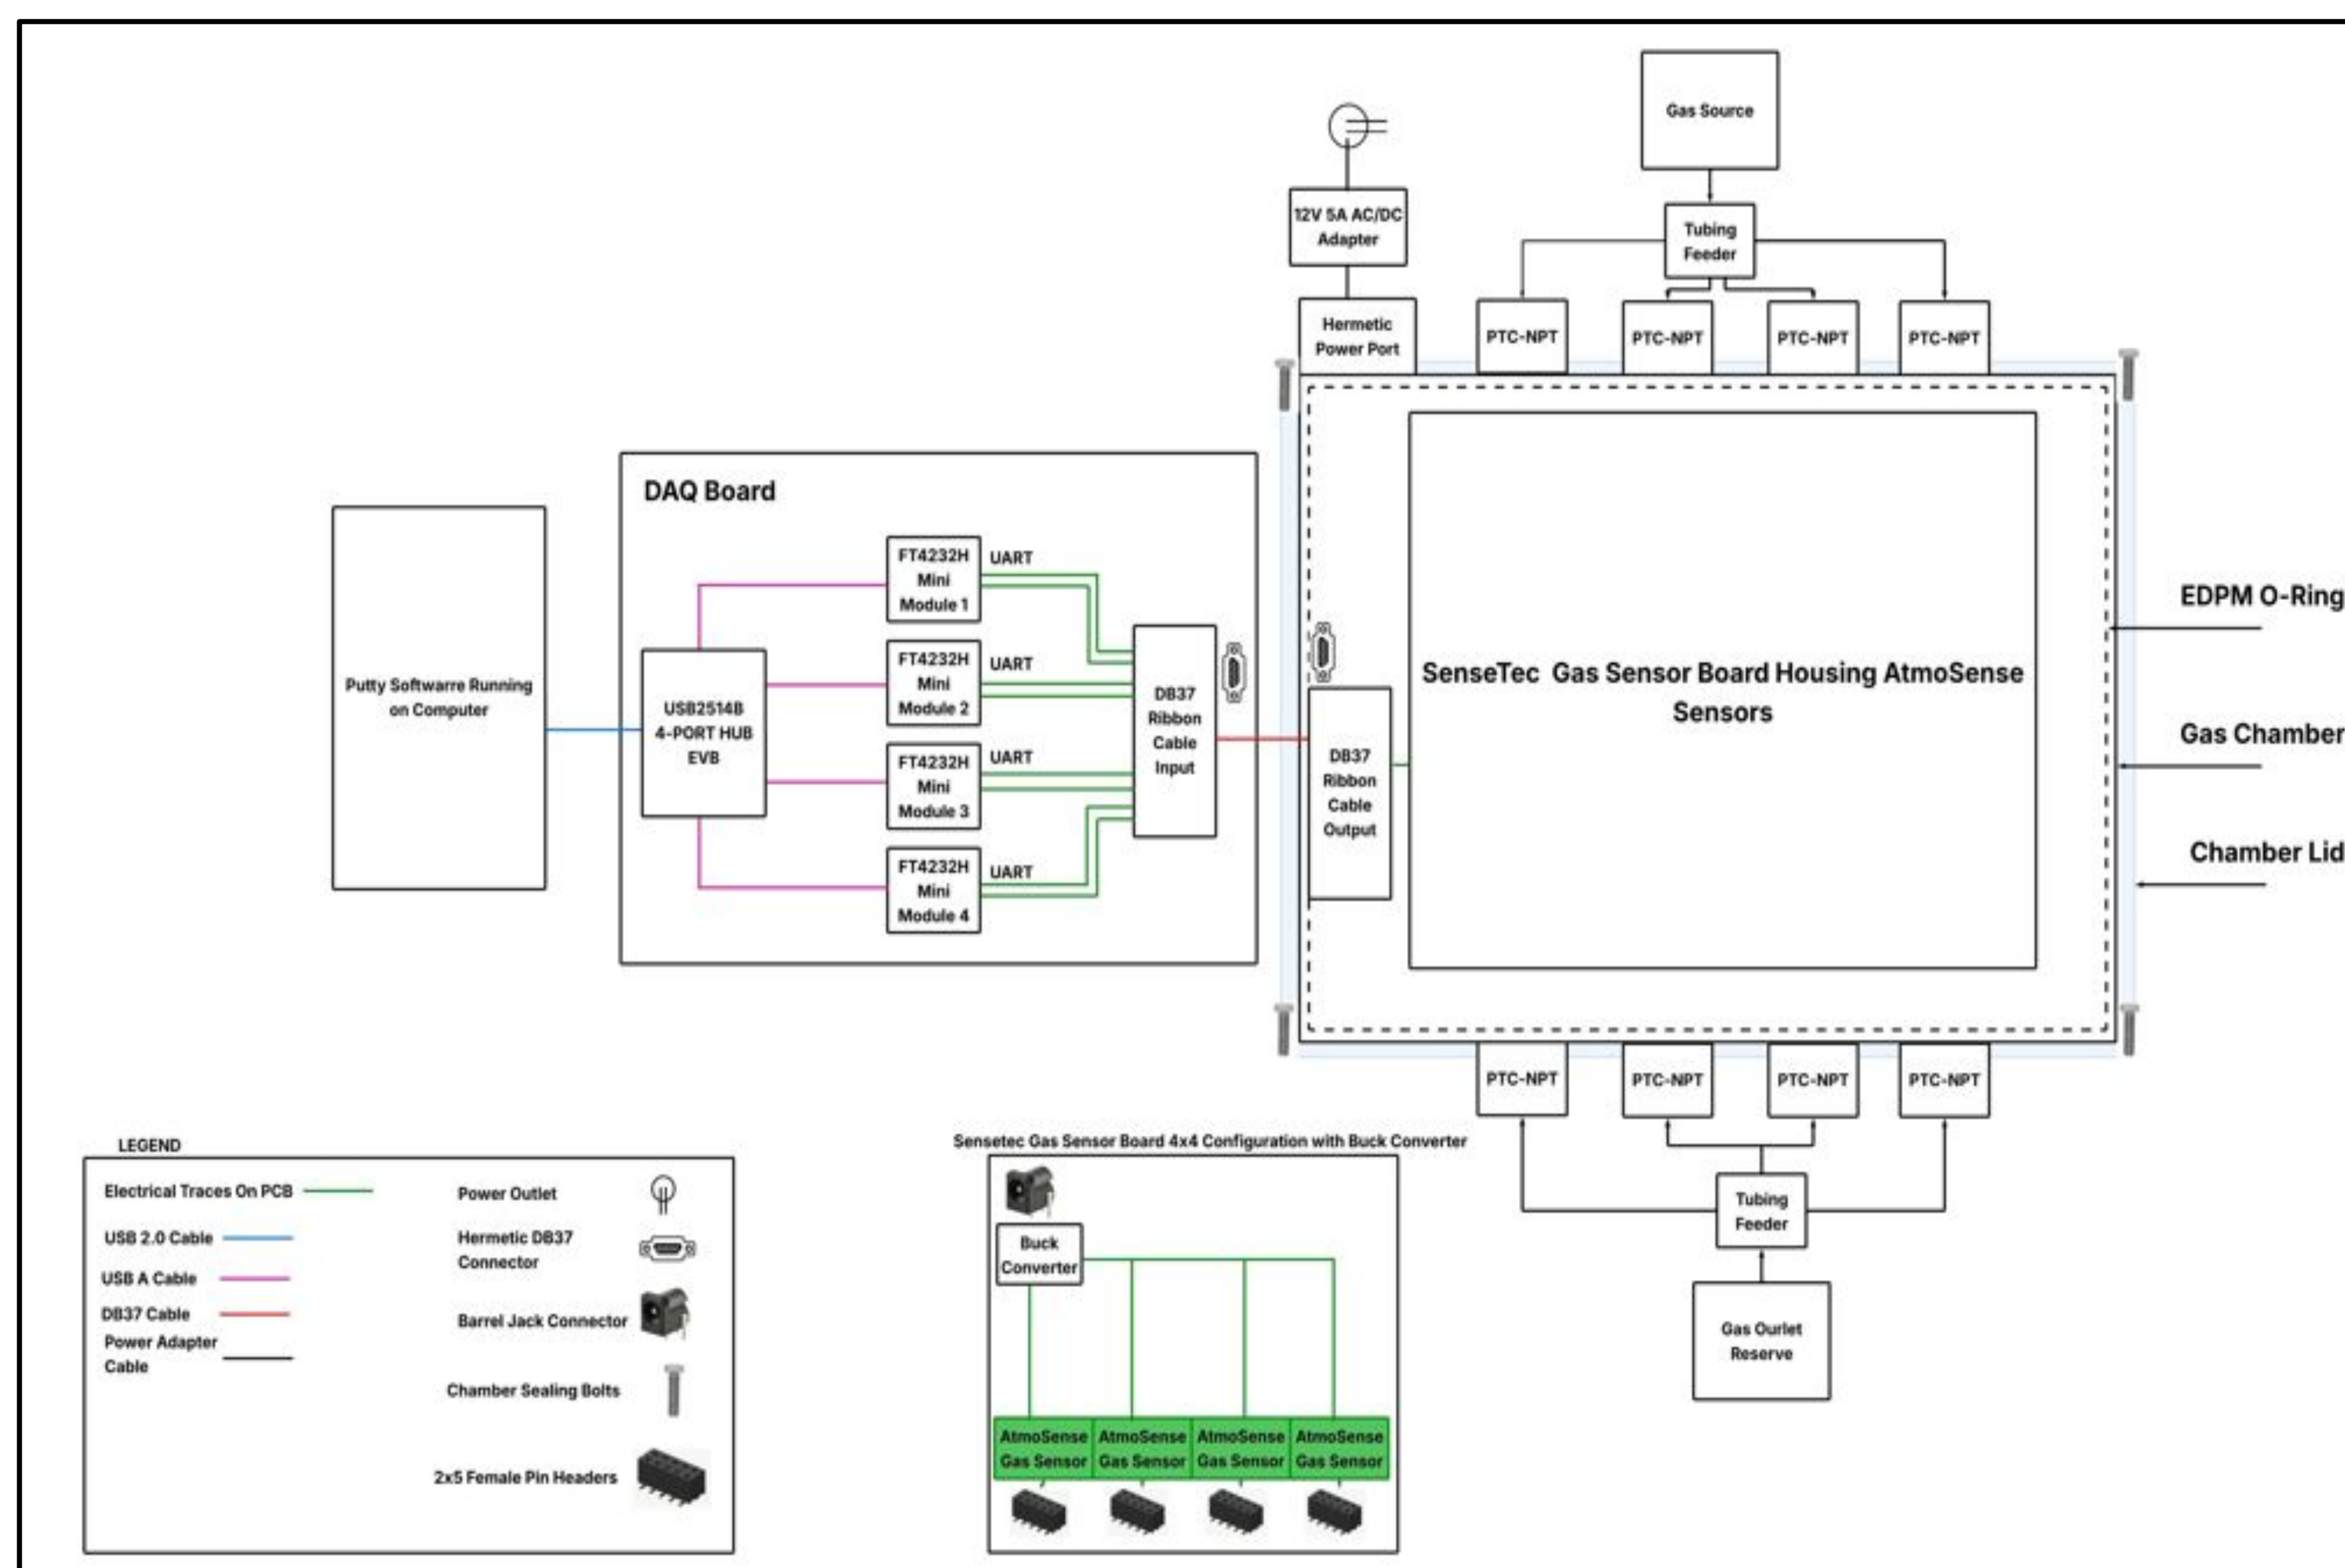 Gas Source
12V 5A AC/DC
Adapter
Tubing
Feeder
Hermetic
Power Port
PTC-NPT
PTC-NPT
PTC-NPT
PTC-NPT
DAQ Board
Putty Softwarre Running
on Computer
USB2514B
4-PORT HUB
EVB
FT4232H
Mini
Module 1
UART
FT4232H
Mini
Module 2
UART
FT4232H
Mini
Module 3
UART
FT4232H
Mini
Module 4
UART
DB37
Ribbon
Cable
Input
DB37
Ribbon
Cable
Output
SenseTec Gas Sensor Board Housing AtmoSense
Sensors
EDPM O-Ring
Gas Chamber
Chamber Lid
PTC-NPT
PTC-NPT
PTC-NPT
PTC-NPT
Tubing
Feeder
Gas Ourlet
Reserve
LEGEND
Electrical Traces On PCB
USB 2.0 Cable
USB A Cable
DB37 Cable
Power Adapter
Cable
Power Outlet
Hermetic DB37
Connector
Barrel Jack Connector
Chamber Sealing Bolts
2x5 Female Pin Headers
Sensetec Gas Sensor Board 4x4 Configuration with Buck Converter
Buck
Converter
AtmoSense
Gas Sensor
AtmoSense
Gas Sensor
AtmoSense
Gas Sensor
AtmoSense
Gas Sensor